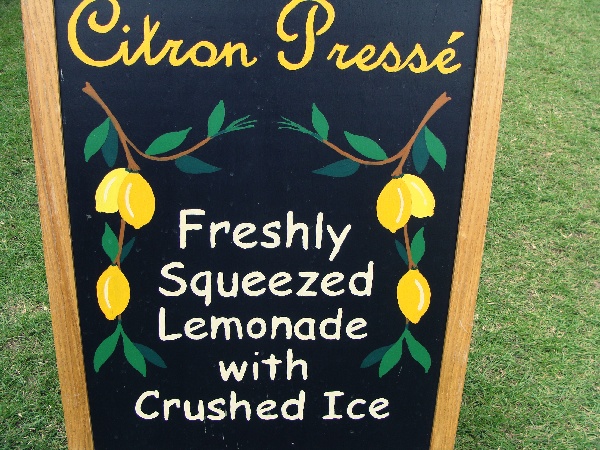 Citron Pressé
Freshly
Squeezed
Lemonade
with
Crushed Ice